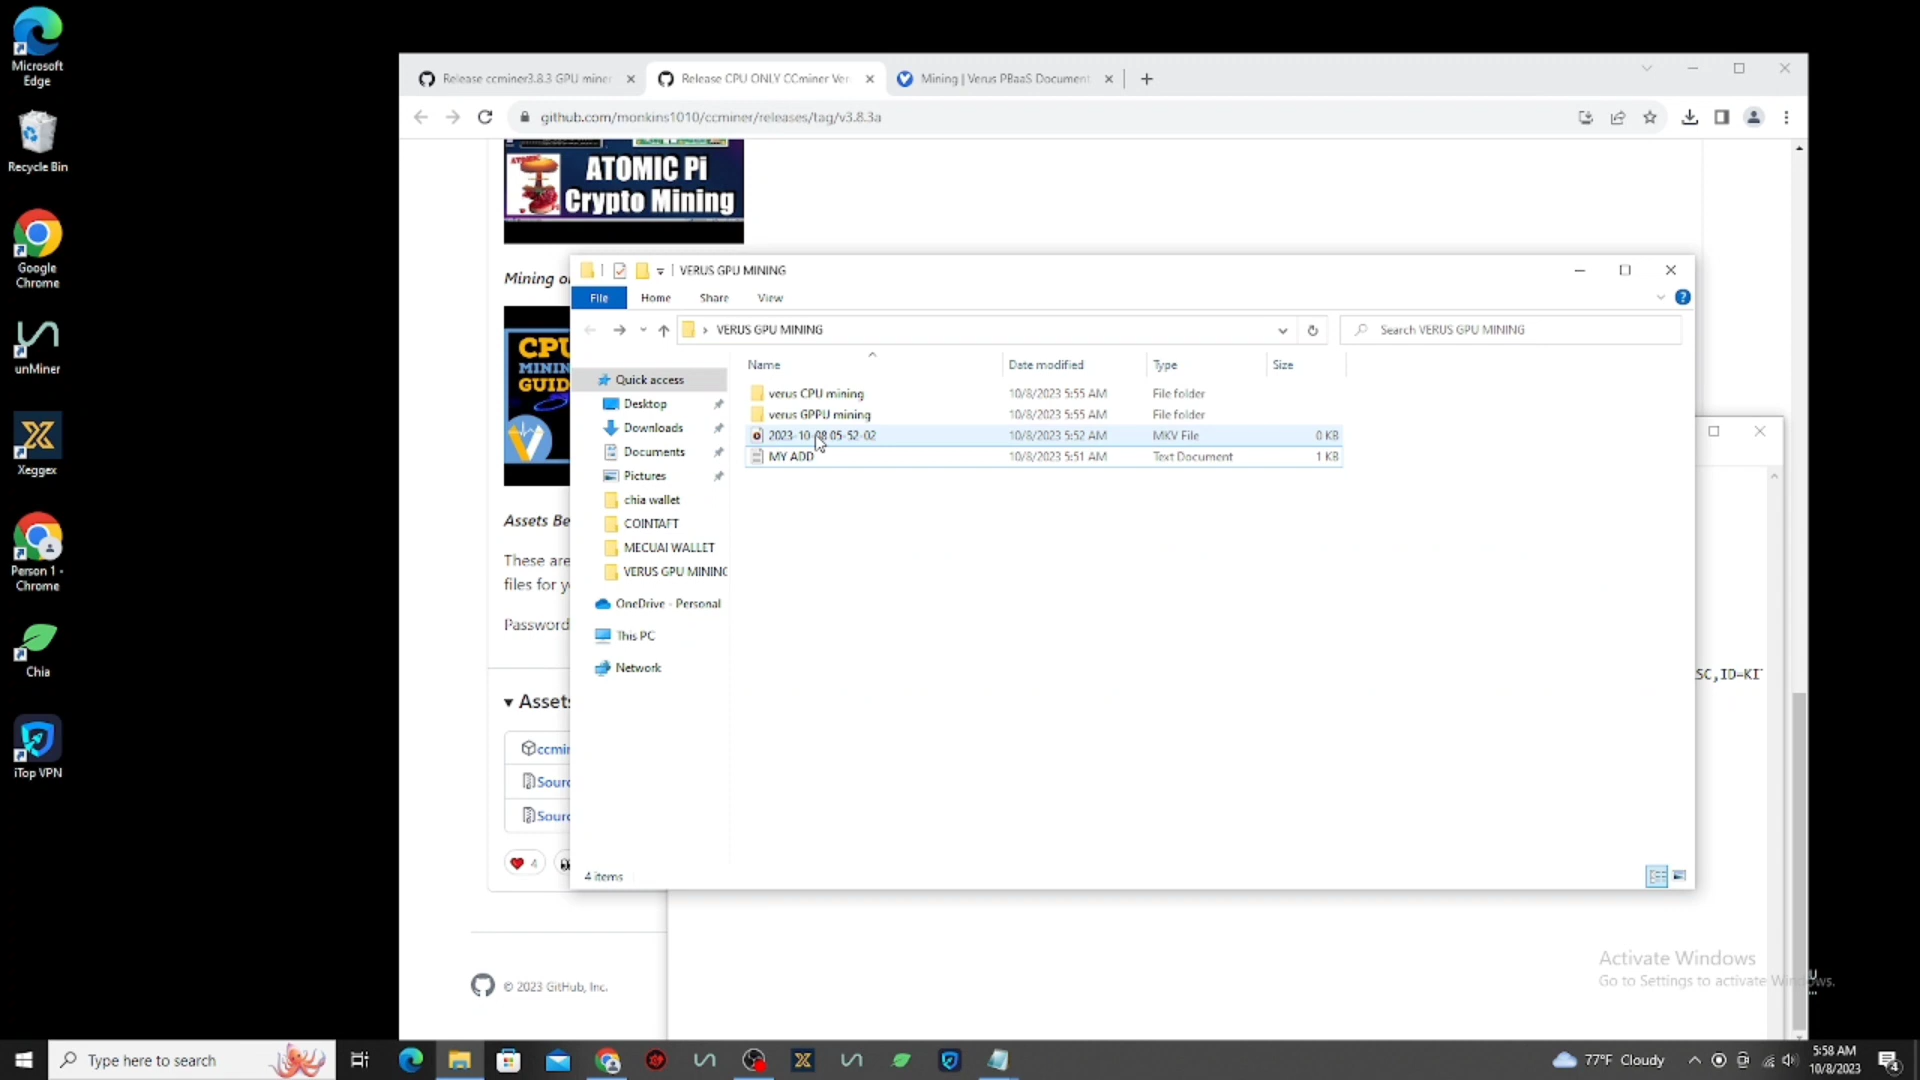 Microsoft
Edge
Recycle Bin
Google
Chrome
unMiner
Xeggex
Person 1 -
Chrome
Chia
iTop VPN
Release ccminer3.8.3 GPU miner
Release CPU ONLY CCminer Ver
Mining | Verus PBaaS Document
github.com/monkins1010/ccminer/releases/tag/v3.8.3a
ATOMIC Pi
Crypto Mining
Mining o
CPU
MINING
GUID
Assets Be
These are
files for y
Password
Assets
ccmin
Sourc
Sourc
4
© 2023 GitHub, Inc.
VERUS GPU MINING
File Home Share View
VERUS GPU MINING
Search VERUS GPU MINING
Name Date modified Type Size
verus CPU mining 10/8/2023 5:55 AM File folder
verus GPPU mining 10/8/2023 5:55 AM File folder
2023-10-08 05-52-02 10/8/2023 5:52 AM MKV File 0 KB
MY ADD 10/8/2023 5:51 AM Text Document 1 KB
Quick access
Desktop
Downloads
Documents
Pictures
chia wallet
COINTAFT
MECUAI WALLET
VERUS GPU MINING
OneDrive - Personal
This PC
Network
4 items
SC,ID=KI
Activate Windows
Go to Settings to activate Windows.
Type here to search
77°F Cloudy
5:58 AM
10/8/2023
4